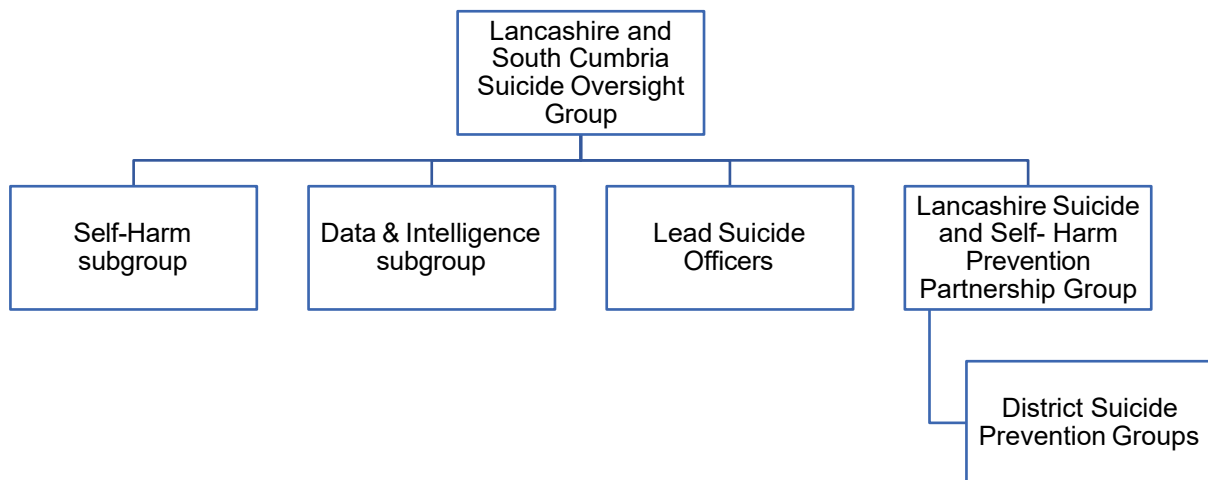 Lancashire and
South Cumbria
Suicide Oversight
Group
Self-Harm
subgroup
Data & Intelligence
subgroup
Lead Suicide
Officers
Lancashire Suicide
and Self- Harm
Prevention
Partnership Group
District Suicide
Prevention Groups